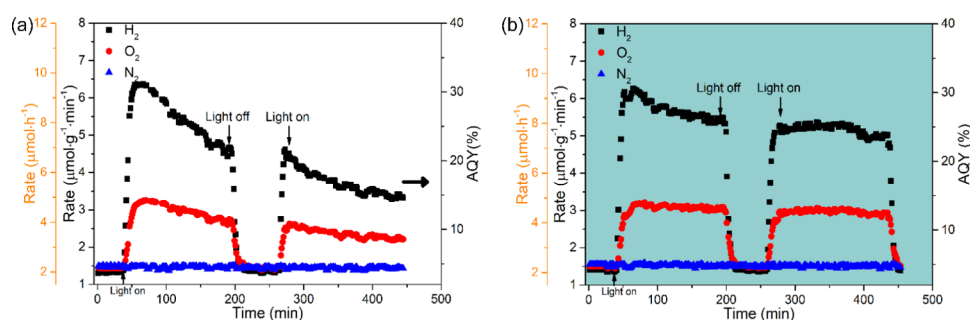 (a)
12
10
8
6
4
2
Rate (μmol·h⁻¹)
8
7
6
5
4
3
2
1
Rate (μmol·g⁻¹·min⁻¹)
H₂
O₂
N₂
Light off
Light on
Light on
0
100
200
300
400
500
Time (min)
40
30
20
10
0
AQY(%)
(b)
12
10
8
6
4
2
Rate (μmol·h⁻¹)
8
7
6
5
4
3
2
1
Rate (μmol·g⁻¹·min⁻¹)
H₂
O₂
N₂
Light off
Light on
Light on
0
100
200
300
400
500
Time (min)
40
30
20
10
0
AQY (%)